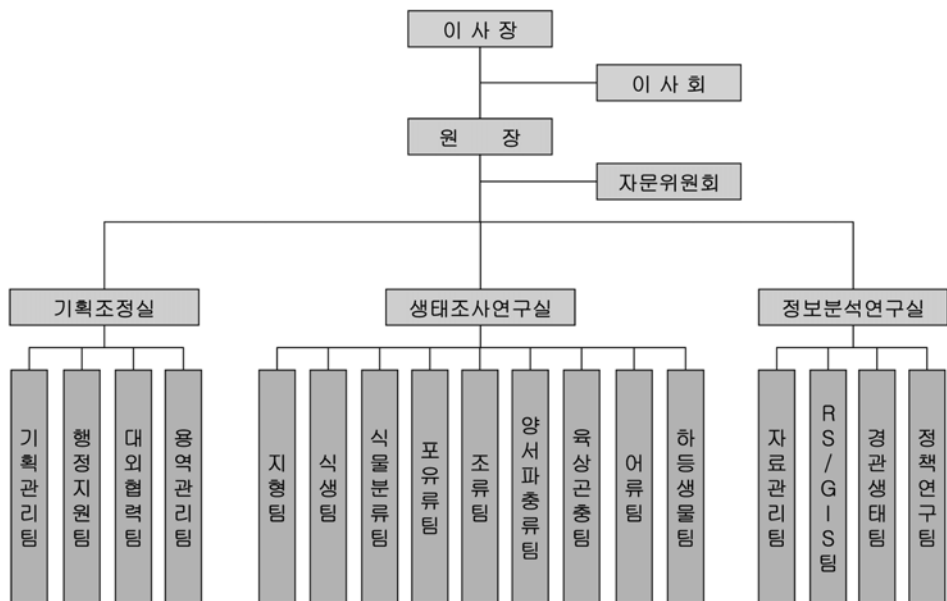 이 사 장
이 사 회
원 장
자문위원회
기획조정실
생태조사연구실
정보분석연구실
기획관리팀
행정지원팀
대외협력팀
용역관리팀
지형팀
식생팀
식물분류팀
포유류팀
조류팀
양서파충류팀
육상곤충팀
어류팀
하등생물팀
자료관리팀
RS/GIS팀
경관생태팀
정책연구팀